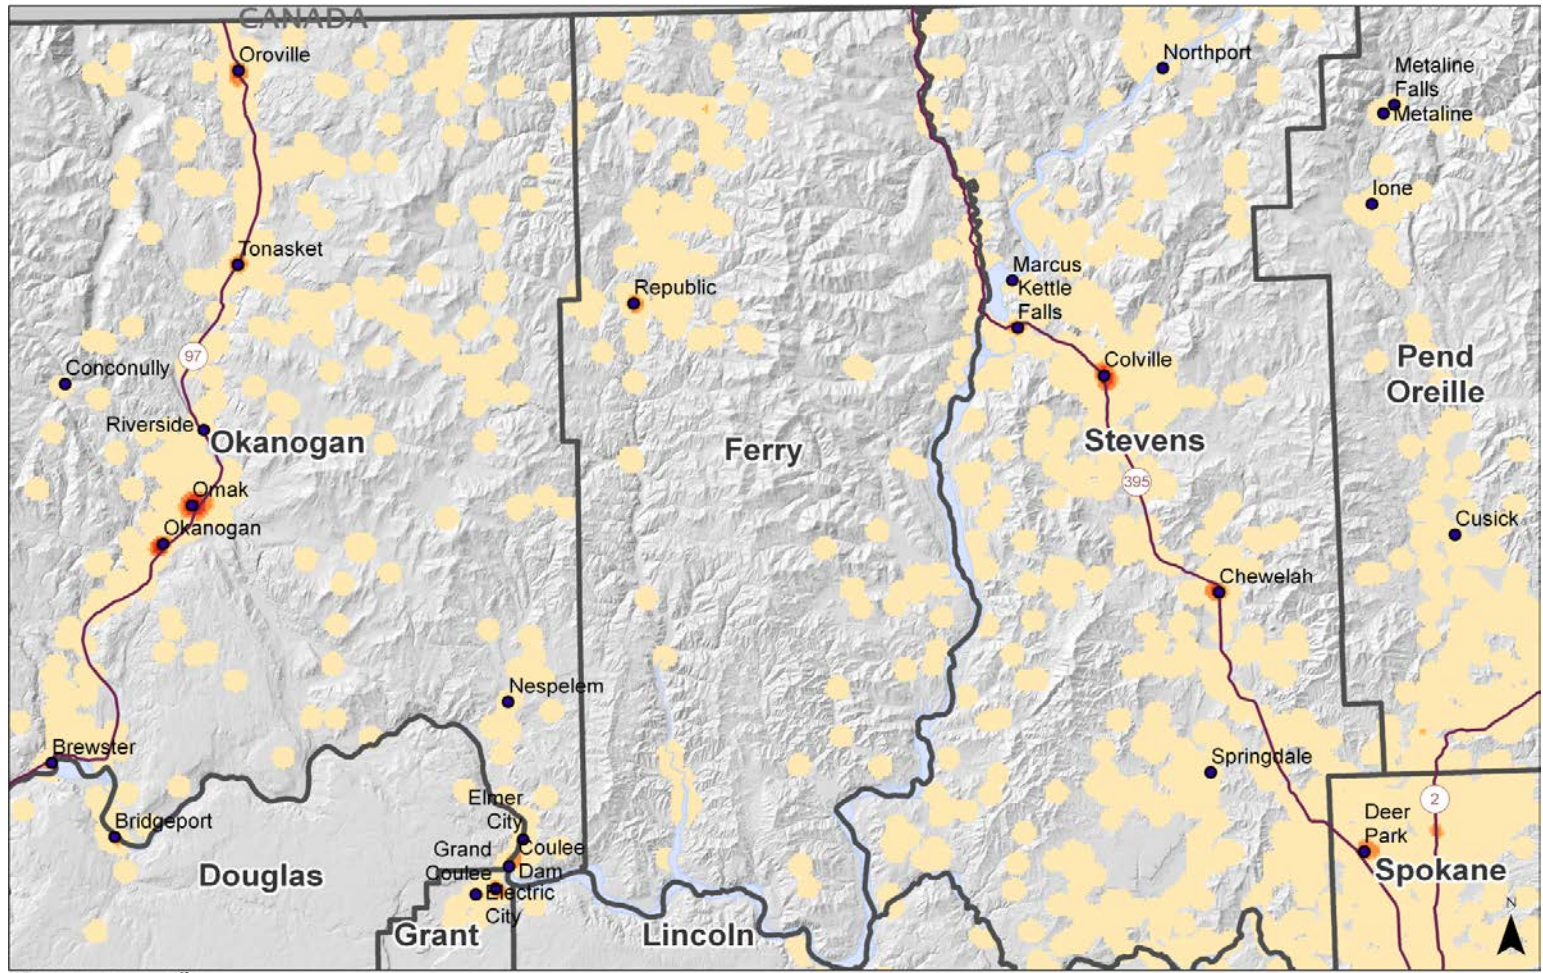 CANADA
Oroville
Northport
Metaline
Falls
Metaline
Ione
Tonasket
Marcus
Kettle
Falls
Republic
97
Conconully
Colville
Pend
Oreille
Riverside
Okanogan
Ferry
Stevens
395
Omak
Okanogan
Cusick
Chewelah
Nespelem
Brewster
Springdale
Elmer
City
2
Bridgeport
Deer
Park
Grand
Coulee
Coulee
Dam
Electric
City
Douglas
Spokane
Grant
Lincoln
N